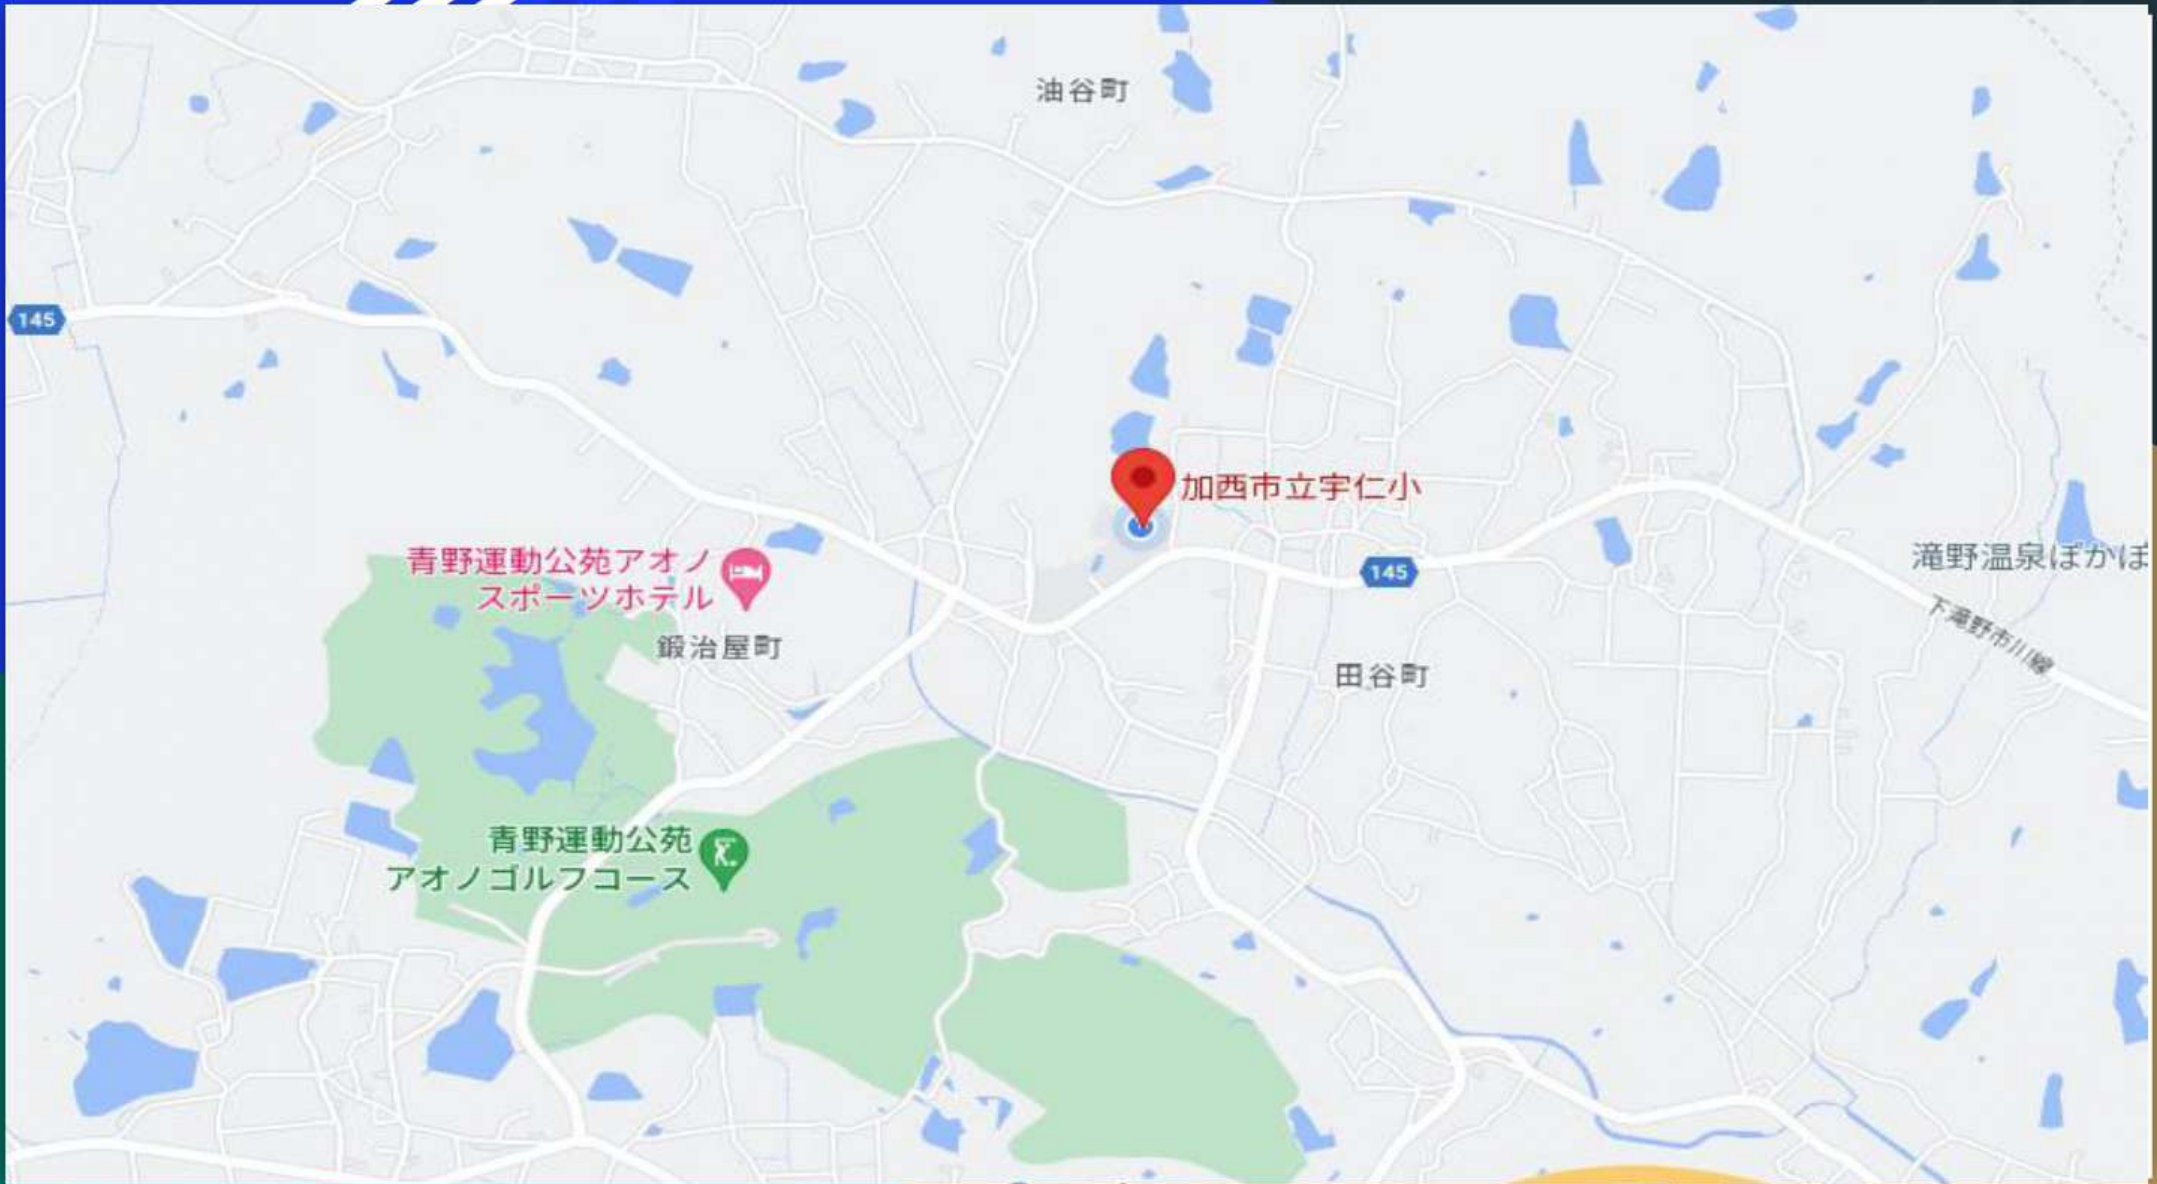 油谷町
145
加西市立宇仁小
青野運動公苑アオノ
スポーツホテル
145
滝野温泉ぽかぽ
下滝野市川線
鍛治屋町
田谷町
青野運動公苑
アオノゴルフコース